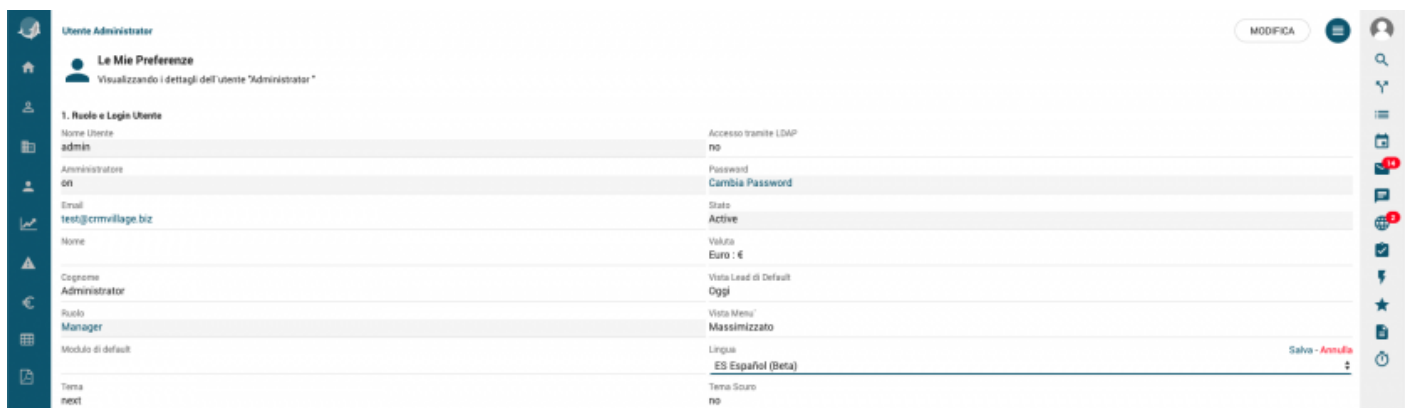 Utente Administrator
MODIFICA
Le Mie Preferenze
Visualizzando i dettagli dell'utente "Administrator "
1. Ruolo e Login Utente
Nome Utente
admin
Accesso tramite LDAP
no
Amministratore
on
Password
Cambia Password
Email
test@crmvillage.biz
Stato
Active
Nome
Valuta
Euro : €
Cognome
Administrator
Vista Lead di Default
Oggi
Ruolo
Manager
Vista Menu`
Massimizzato
Modulo di default
Lingua
Salva - Annulla
ES Español (Beta)
Tema
next
Tema Scuro
no
14
2